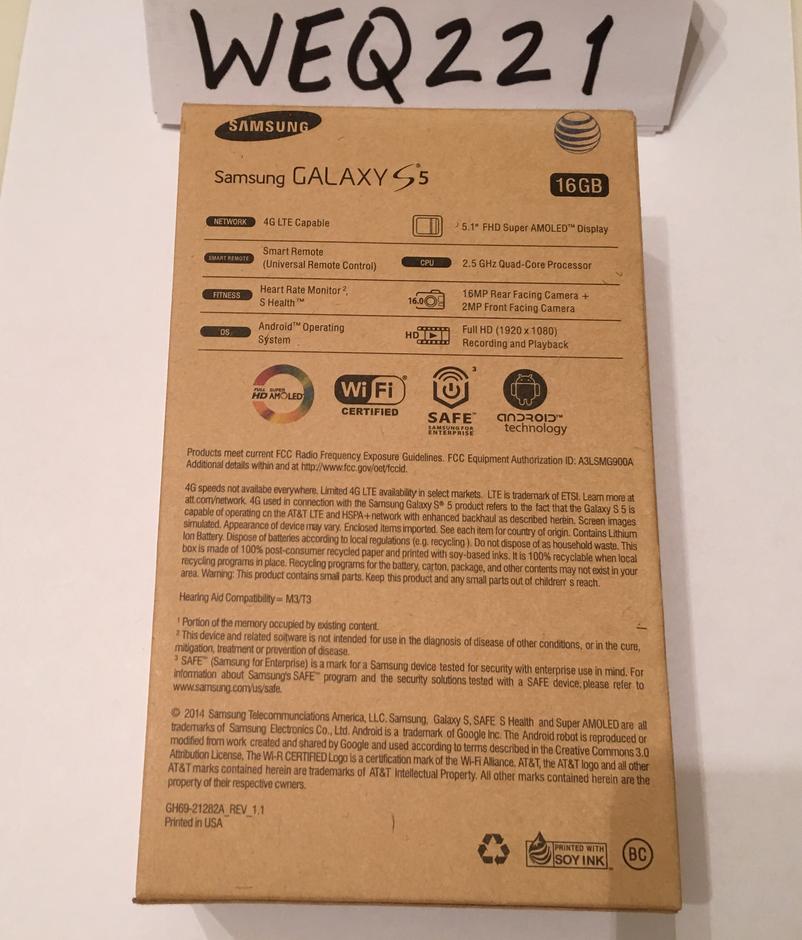 WEQ221
SAMSUNG
Samsung GALAXY S®5
16GB
NETWORK 4G LTE Capable
5.1" FHD Super AMOLED™ Display
SMART REMOTE Smart Remote
(Universal Remote Control)
CPU 2.5 GHz Quad-Core Processor
FITNESS Heart Rate Monitor ²,
S Health™
16.0 16MP Rear Facing Camera +
2MP Front Facing Camera
OS Android™ Operating
System
HD Full HD (1920 x 1080)
Recording and Playback
FULL SUPER
HD AMOLED™
Wi Fi®
CERTIFIED
3
SAFE™
SAMSUNG FOR
ENTERPRISE
ANDROID™
technology
Products meet current FCC Radio Frequency Exposure Guidelines. FCC Equipment Authorization ID: A3LSMG900A
Additional details within and at http://www.fcc.gov/oet/fccid.
4G speeds not availabe everywhere. Limited 4G LTE availability in select markets. LTE is trademark of ETSI. Learn more at
att.com/network. 4G used in connection with the Samsung Galaxy S® 5 product refers to the fact that the Galaxy S 5 is
capable of operating on the AT&T LTE and HSPA+ network with enhanced backhaul as described herein. Screen images
simulated. Appearance of device may vary. Enclosed items imported. See each item for country of origin. Contains Lithium
Ion Battery. Dispose of batteries according to local regulations (e.g. recycling ). Do not dispose of as household waste. This
box is made of 100% post-consumer recycled paper and printed with soy-based inks. It is 100% recyclable when local
recycling programs in place. Recycling programs for the battery, carton, package, and other contents may not exist in your
area. Warning: This product contains small parts. Keep this product and any small parts out of children' s reach.
Hearing Aid Compatibility = M3/T3
¹ Portion of the memory occupied by existing content.
² This device and related software is not intended for use in the diagnosis of disease of other conditions, or in the cure,
mitigation, treatment or prevention of disease.
³ SAFE™ (Samsung for Enterprise) is a mark for a Samsung device tested for security with enterprise use in mind. For
information about Samsung's SAFE™ program and the security solutions tested with a SAFE device, please refer to
www.samsung.com/us/safe.
© 2014 Samsung Telecommunciations America, LLC. Samsung, Galaxy S, SAFE S Health and Super AMOLED are all
trademarks of Samsung Electronics Co., Ltd. Android is a trademark of Google Inc. The Android robot is reproduced or
modified from work created and shared by Google and used according to terms described in the Creative Commons 3.0
Attribution License, The Wi-R CERTIFIED Logo is a certification mark of the Wi-Fi Alliance. AT&T, the AT&T logo and all other
AT&T marks contained herein are trademarks of AT&T Intellectual Property. All other marks contained herein are the
property of their respective owners.
GH69-21282A_REV_1.1
Printed in USA
PRINTED WITH
SOY INK™
BC